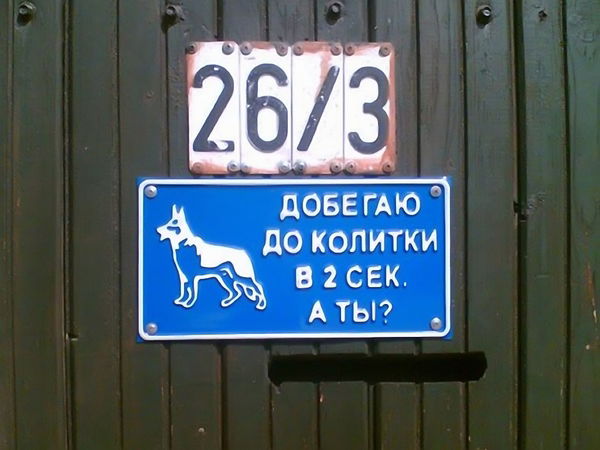 26/3
ДОБЕГАЮ
ДО КОЛИТКИ
В 2 СЕК.
А ТЫ?